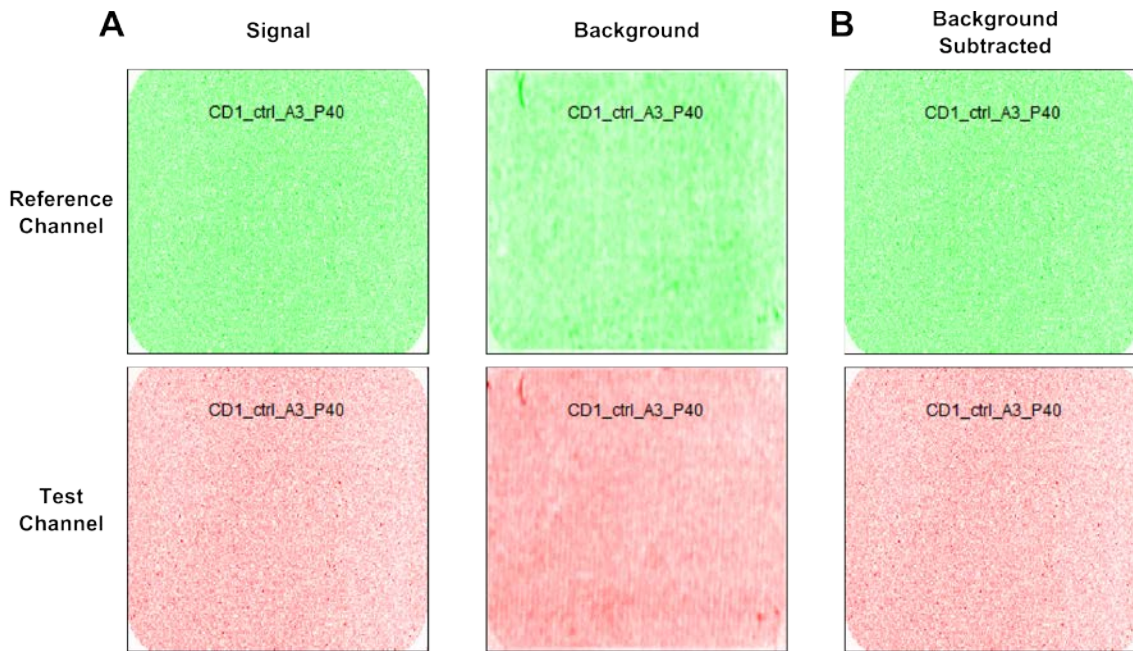 A
Signal
Background
B
Background
Subtracted
Reference
Channel
CD1_ctrl_A3_P40
CD1_ctrl_A3_P40
CD1_ctrl_A3_P40
Test
Channel
CD1_ctrl_A3_P40
CD1_ctrl_A3_P40
CD1_ctrl_A3_P40